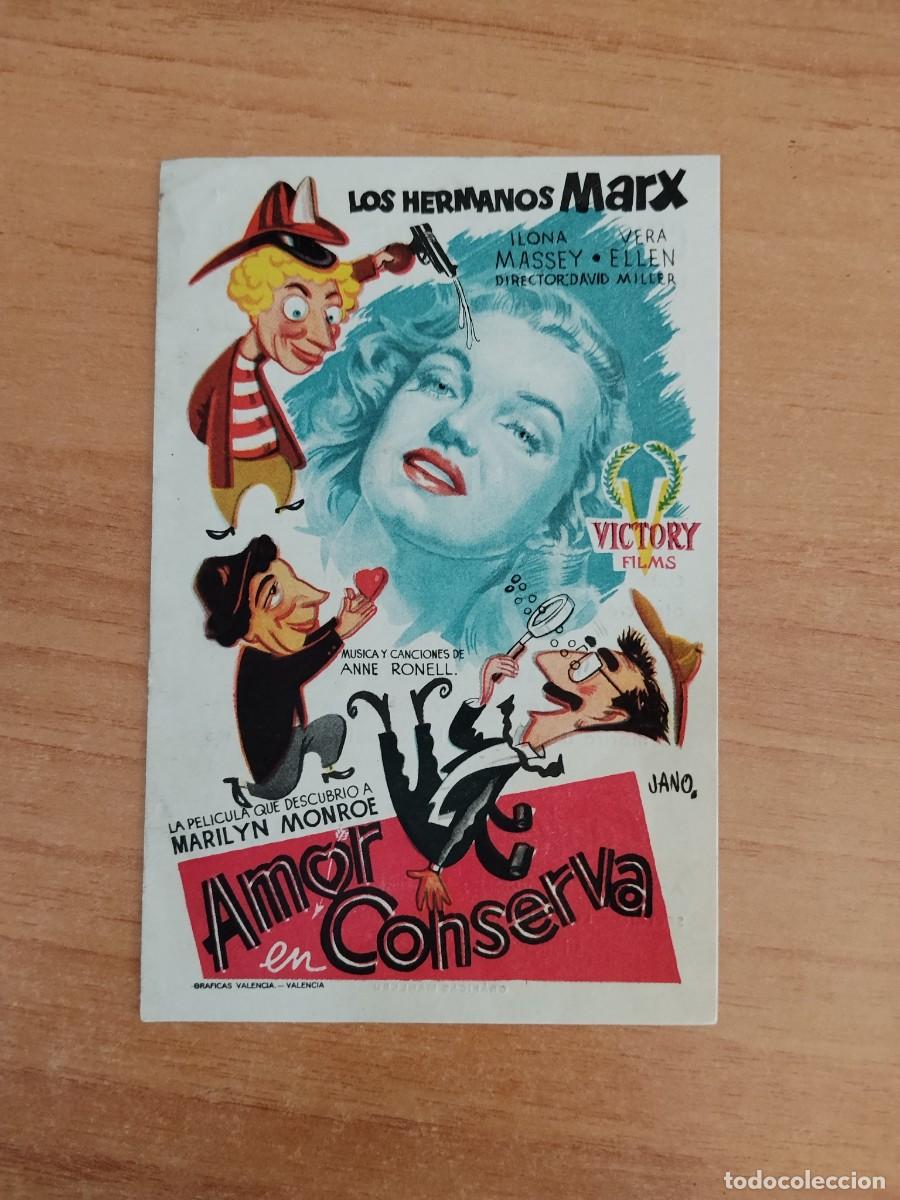 LOS HERMANOS Marx
ILONA VERA
MASSEY • ELLEN
DIRECTOR: DAVID MILLER
VICTORY
FILMS
MUSICA Y CANCIONES DE
ANNE RONELL.
JANO.
LA PELICULA QUE DESCUBRIO A
MARILYN MONROE
Amor
en Conserva
GRAFICAS VALENCIA. — VALENCIA
todocoleccion